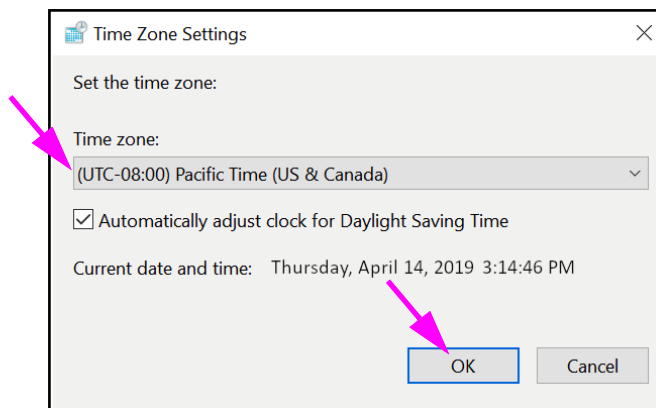 Time Zone Settings
Set the time zone:
Time zone:
(UTC-08:00) Pacific Time (US & Canada)
Automatically adjust clock for Daylight Saving Time
Current date and time: Thursday, April 14, 2019 3:14:46 PM
OK Cancel